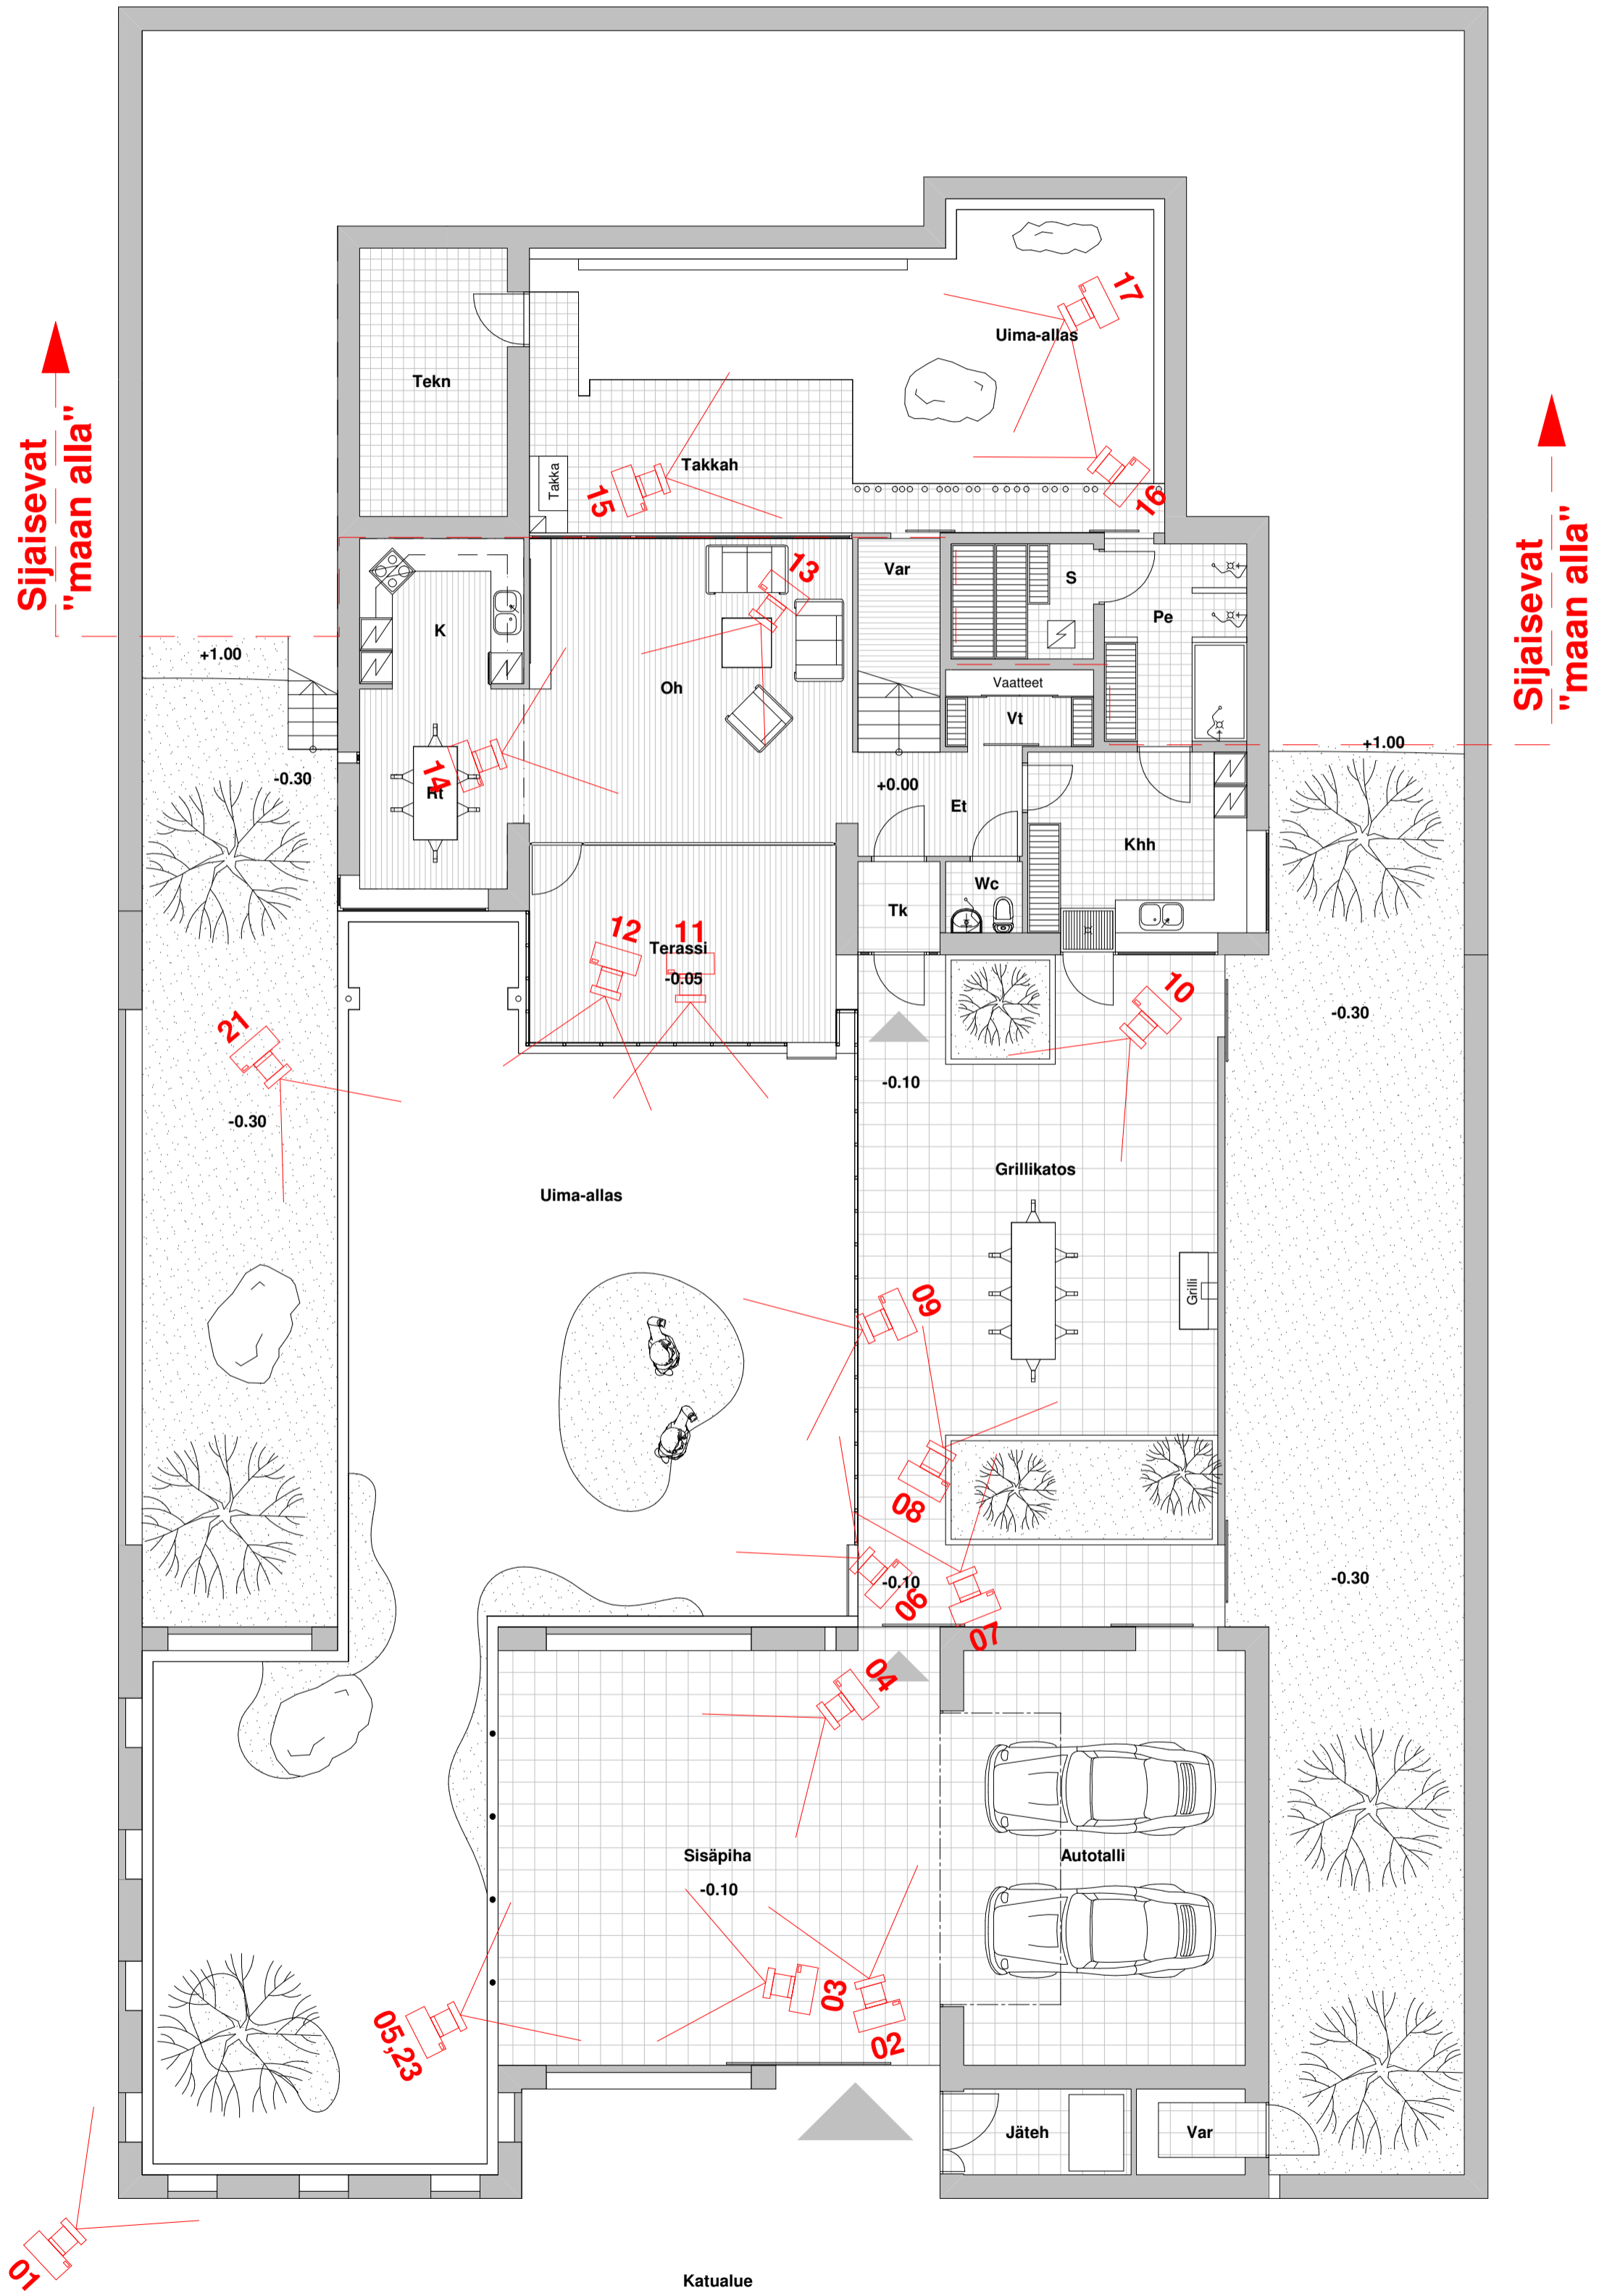 17
Uima-allas
Tekn
Takkah
Takka
15
16
Sijaisevat
"maan alla"
Sijaisevat
"maan alla"
13
Var
S
K
Pe
+1.00
Oh
Vaatteet
Vt
+1.00
-0.30
14
Rt
+0.00
Et
Khh
Wc
Tk
12
11
Terassi
-0.05
10
21
-0.30
-0.10
-0.30
Grillikatos
Uima-allas
Grilli
09
08
-0.10
06
-0.30
07
04
Sisäpiha
-0.10
Autotalli
03
02
05,23
Jäteh
Var
01
Katualue